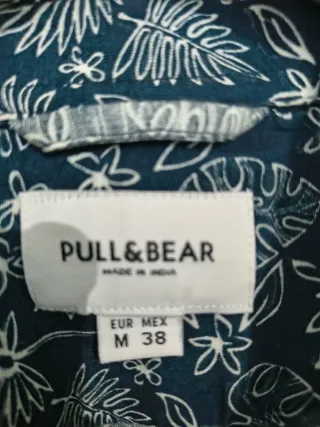 PULL&BEAR
MADE IN INDIA
EUR MEX
M 38